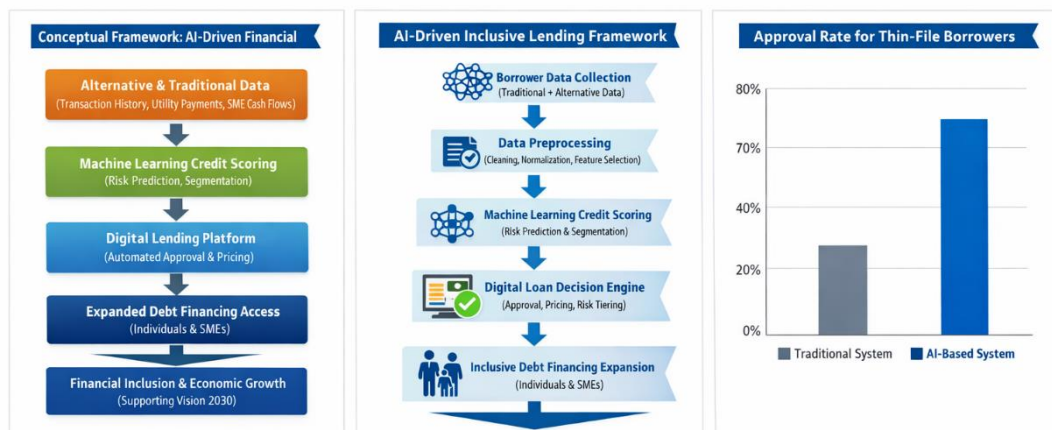 Conceptual Framework: AI-Driven Financial
Alternative & Traditional Data
(Transaction History, Utility Payments, SME Cash Flows)
Machine Learning Credit Scoring
(Risk Prediction, Segmentation)
Digital Lending Platform
(Automated Approval & Pricing)
Expanded Debt Financing Access
(Individuals & SMEs)
Financial Inclusion & Economic Growth
(Supporting Vision 2030)
AI-Driven Inclusive Lending Framework
Borrower Data Collection
(Traditional + Alternative Data)
Data Preprocessing
(Cleaning, Normalization, Feature Selection)
Machine Learning Credit Scoring
(Risk Prediction & Segmentation)
Digital Loan Decision Engine
(Approval, Pricing, Risk Tiering)
Inclusive Debt Financing Expansion
(Individuals & SMEs)
Approval Rate for Thin-File Borrowers
80%
70%
40%
20%
0%
Traditional System
AI-Based System